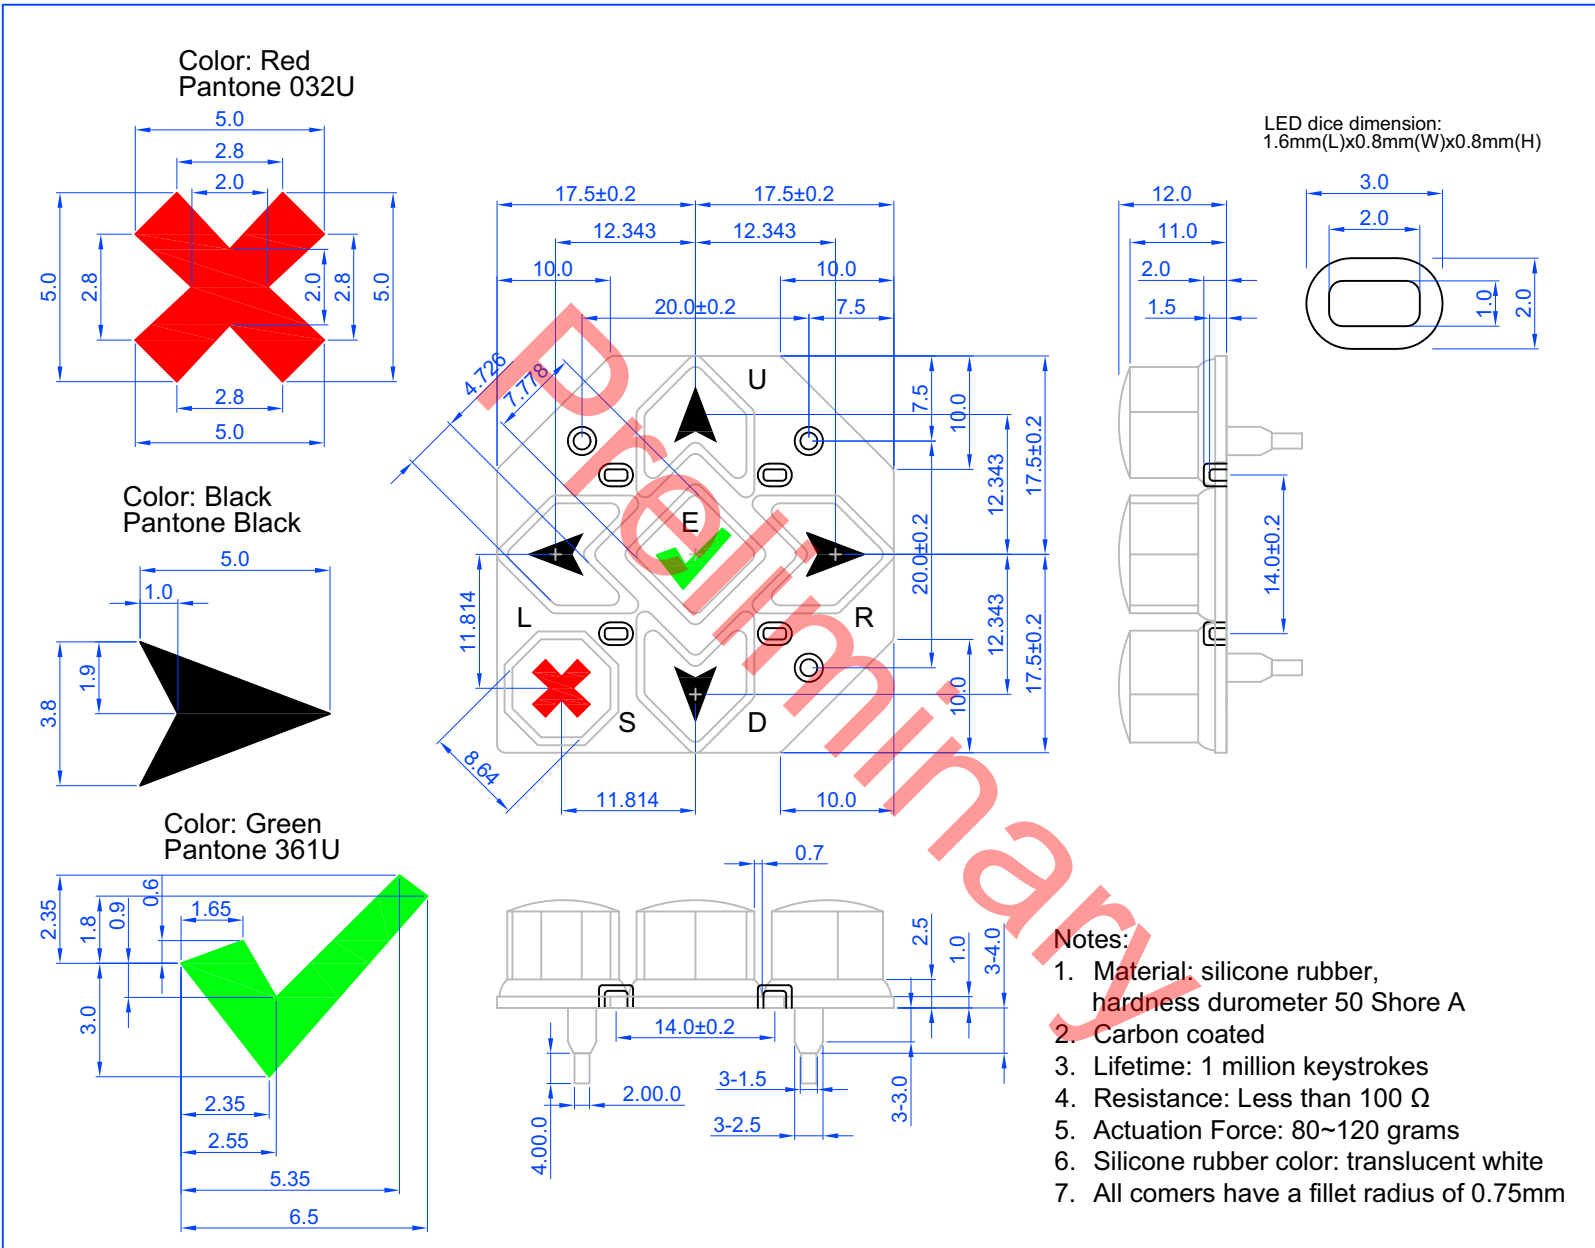 Color: Red
Pantone 032U
5.0
2.8
2.0
5.0
2.8
2.0
2.8
5.0
2.8
5.0
Color: Black
Pantone Black
5.0
1.0
1.9
3.8
Color: Green
Pantone 361U
2.35
1.8
0.9
0.6
1.65
3.0
2.35
2.55
5.35
6.5
17.5±0.2
17.5±0.2
12.343
12.343
10.0
10.0
20.0±0.2
7.5
4.726
7.778
U
7.5
10.0
12.343
17.5±0.2
E
20.0±0.2
L
R
11.814
12.343
17.5±0.2
10.0
S
D
8.64
11.814
10.0
Preliminary
LED dice dimension:
1.6mm(L)x0.8mm(W)x0.8mm(H)
12.0
11.0
2.0
1.5
3.0
2.0
1.0
2.0
14.0±0.2
0.7
2.5
1.0
3-4.0
14.0±0.2
3-1.5
2.00.0
3-2.5
3-3.0
4.00.0
Notes:
1. Material: silicone rubber,
hardness durometer 50 Shore A
2. Carbon coated
3. Lifetime: 1 million keystrokes
4. Resistance: Less than 100 Ω
5. Actuation Force: 80~120 grams
6. Silicone rubber color: translucent white
7. All comers have a fillet radius of 0.75mm